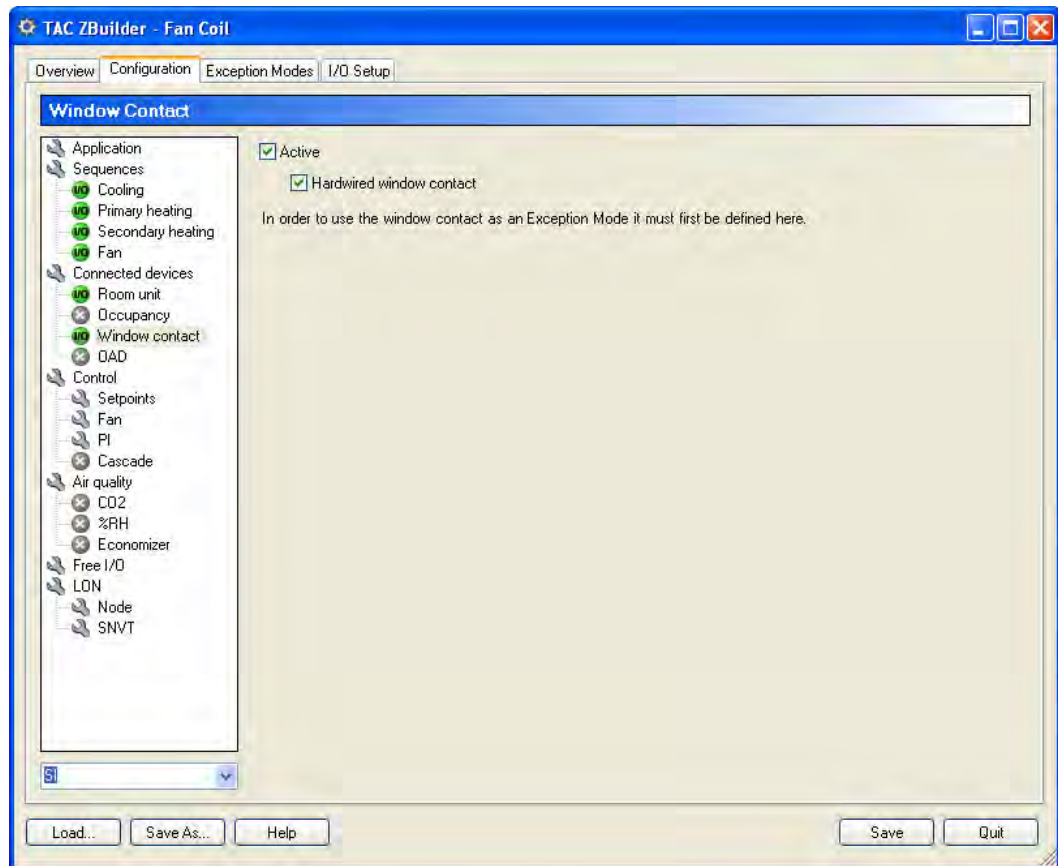 TAC ZBuilder - Fan Coil
Overview Configuration Exception Modes I/O Setup
Window Contact
Application
Sequences
I/O Cooling
I/O Primary heating
I/O Secondary heating
I/O Fan
Connected devices
I/O Room unit
Occupancy
I/O Window contact
OAD
Control
Setpoints
Fan
PI
Cascade
Air quality
CO2
%RH
Economizer
Free I/O
LON
Node
SNVT
Active
Hardwired window contact
In order to use the window contact as an Exception Mode it must first be defined here.
SI
Load... Save As... Help Save Quit